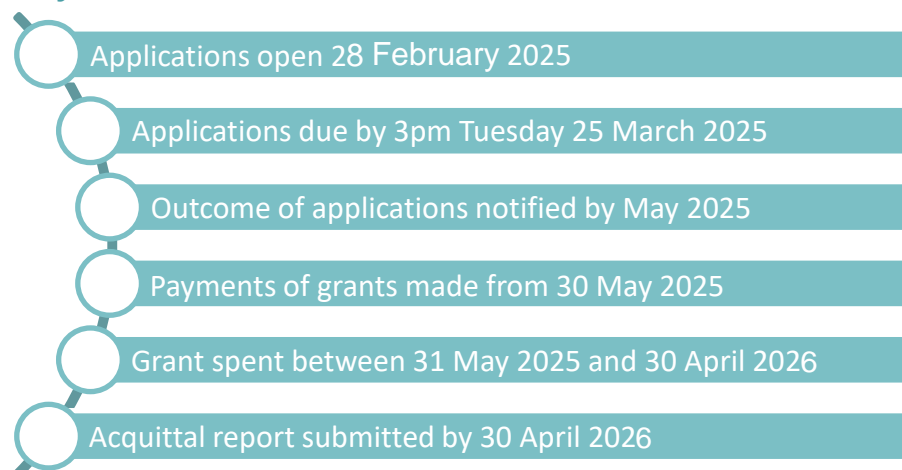 Applications open 28 February 2025
Applications due by 3pm Tuesday 25 March 2025
Outcome of applications notified by May 2025
Payments of grants made from 30 May 2025
Grant spent between 31 May 2025 and 30 April 2026
Acquittal report submitted by 30 April 2026